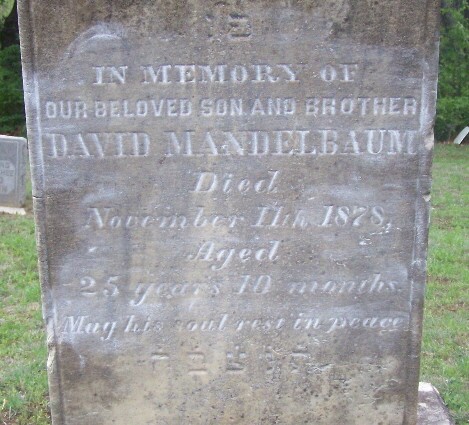 IN MEMORY OF
OUR BELOVED SON AND BROTHER
DAVID MANDELBAUM
Died
November 11th 1878,
Aged
25 years 10 months.
May his soul rest in peace